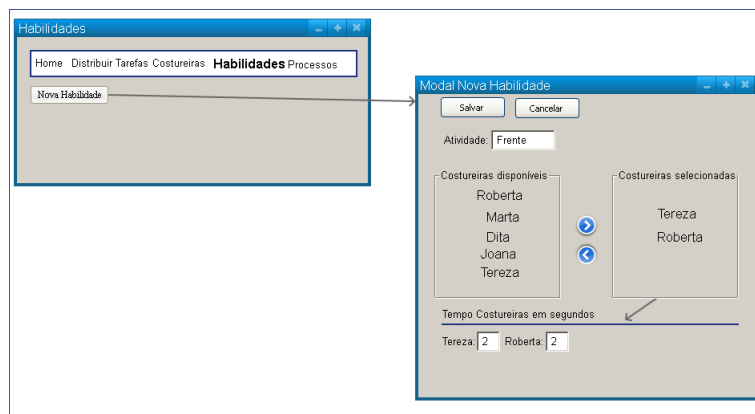 Habilidades
Home Distribuir Tarefas Costureiras Habilidades Processos
Nova Habilidade
Modal Nova Habilidade
Salvar Cancelar
Atividade: Frente
Costureiras disponíveis
Roberta
Marta
Dita
Joana
Tereza
Costureiras selecionadas
Tereza
Roberta
Tempo Costureiras em segundos
Tereza: 2 Roberta: 2